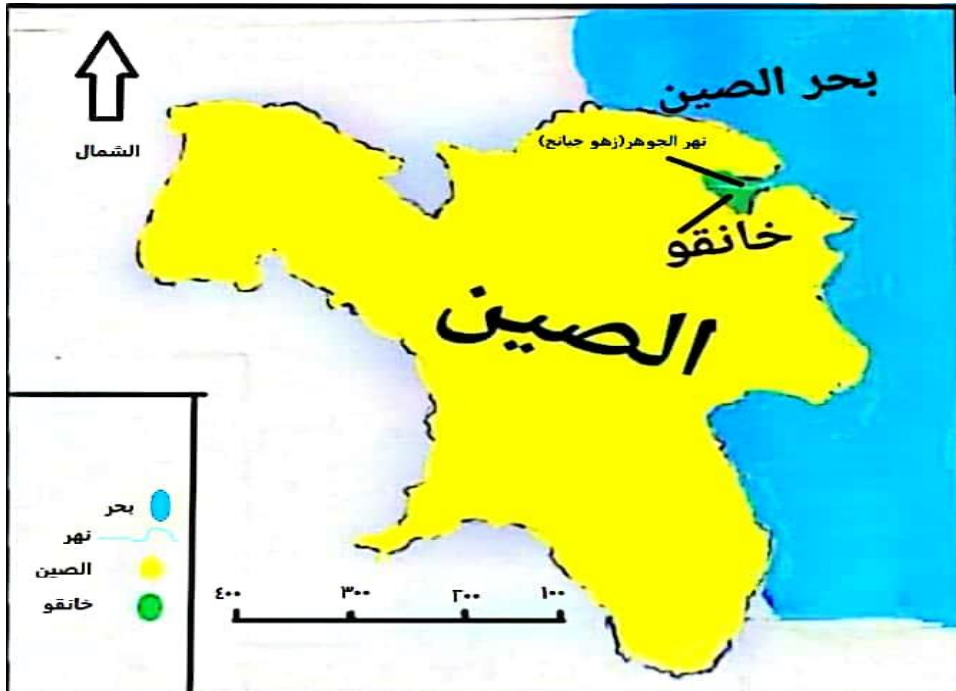 الشمال
بحر الصين
نهر الجوهر(زهو جيانج)
خانقو
الصين
بحر
نهر
الصين
خانقو
٤٠٠ ٣٠٠ ٢٠٠ ١٠٠